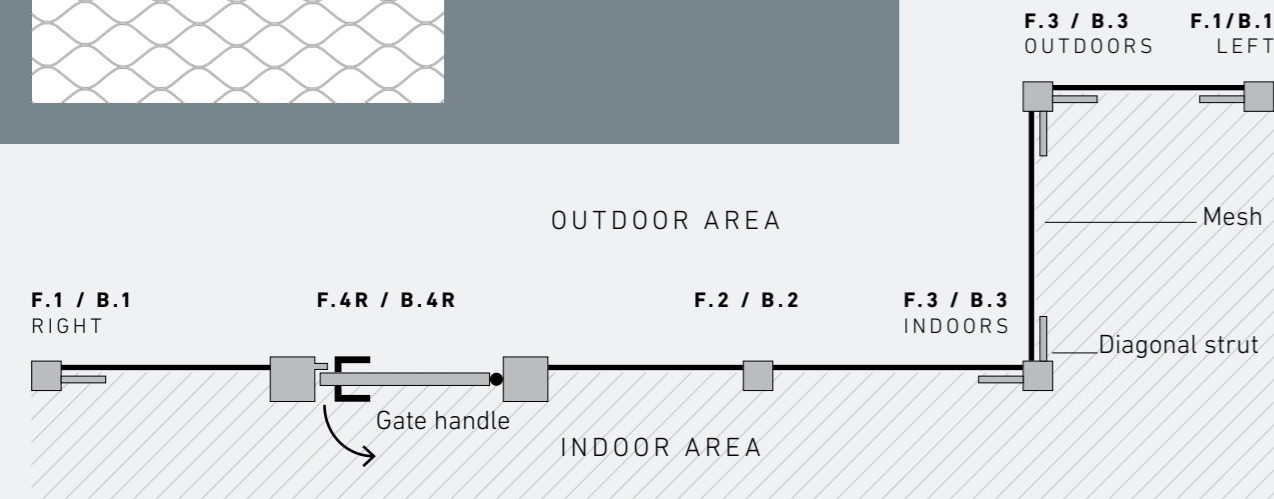 F.3 / B.3
OUTDOORS
F.1/B.1
LEFT
OUTDOOR AREA
Mesh
F.1 / B.1
RIGHT
F.4R / B.4R
F.2 / B.2
F.3 / B.3
INDOORS
Diagonal strut
Gate handle
INDOOR AREA